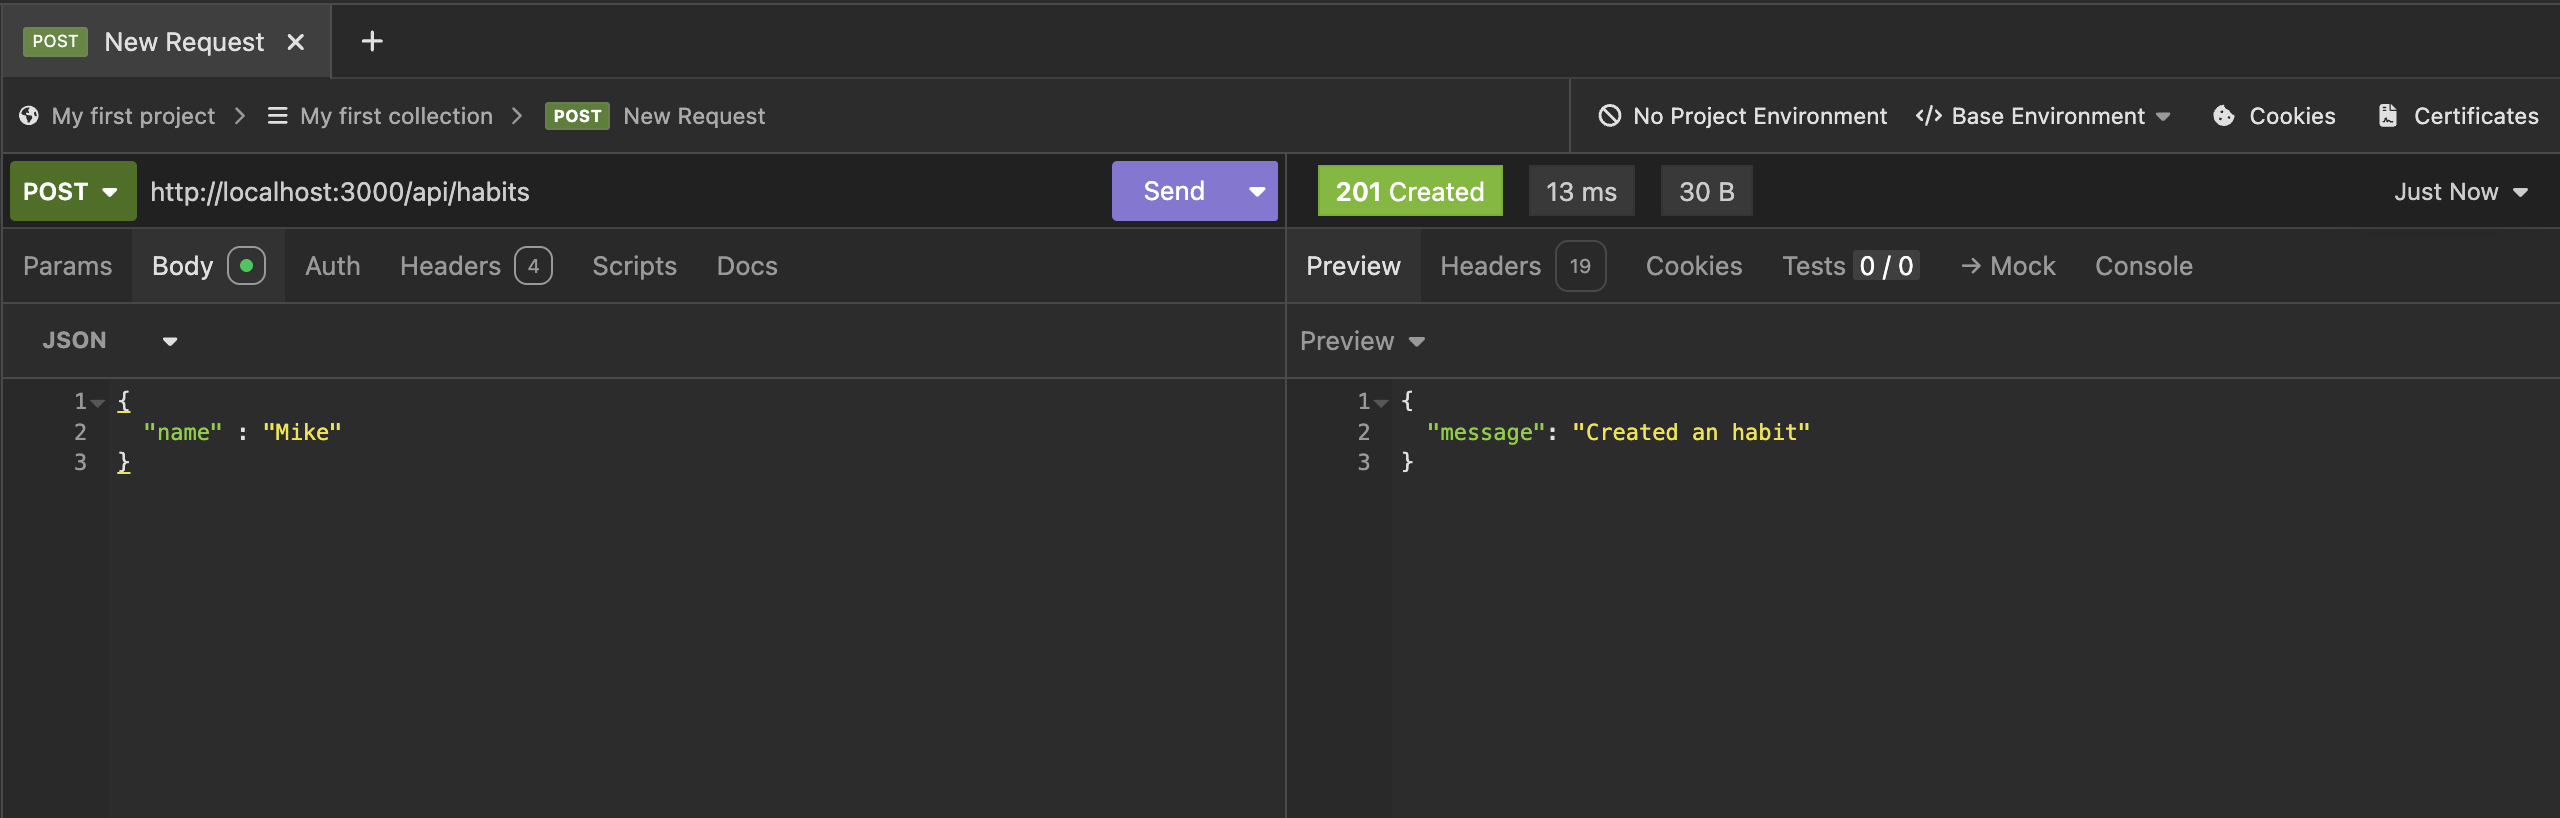 POST New Request
My first project My first collection POST New Request No Project Environment Base Environment Cookies Certificates
POST http://localhost:3000/api/habits Send 201 Created 13 ms 30 B Just Now
Params Body Auth Headers 4 Scripts Docs Preview Headers 19 Cookies Tests 0 / 0 → Mock Console
JSON Preview
1 {
2 "name" : "Mike"
3 }
1 {
2 "message": "Created an habit"
3 }